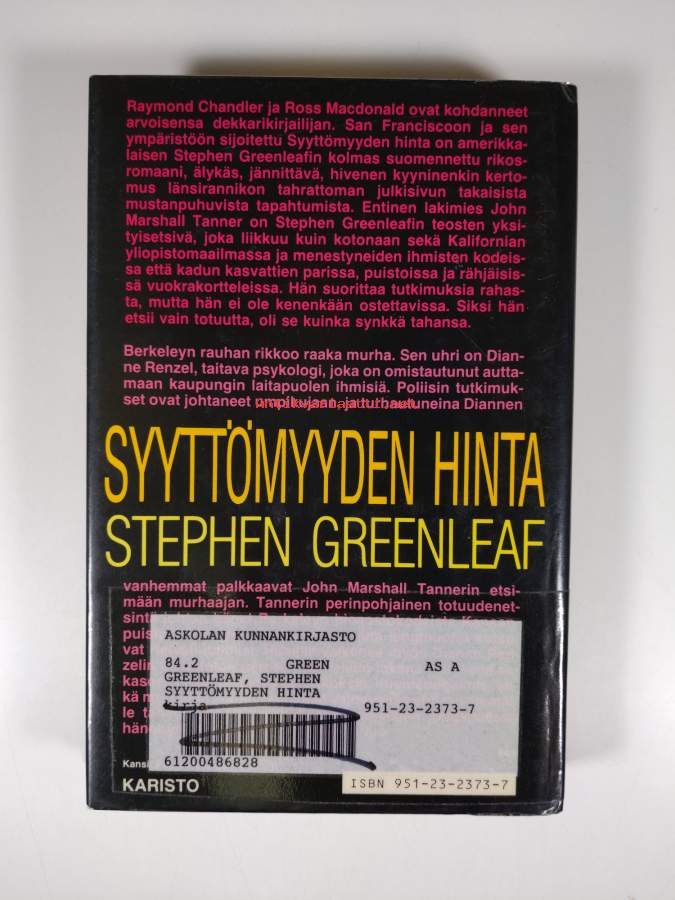 Raymond Chandler ja Ross Macdonald ovat kohdanneet
arvoisensa dekkarikirjailijan. San Franciscoon ja sen
ympäristöön sijoitettu Syyttömyyden hinta on amerikka-
laisen Stephen Greenleafin kolmas suomennettu rikos-
romaani, älykäs, jännittävä, hivenen kyyninenkin kerto-
mus länsirannikon tahrattoman julkisivun takaisista
mustanpuhuvista tapahtumista. Entinen lakimies John
Marshall Tanner on Stephen Greenleafin teosten yksi-
tyisetsivä, joka liikkuu kuin kotonaan sekä Kalifornian
yliopistomaailmassa ja menestyneiden ihmisten kodeis-
sa että kadun kasvattien parissa, puistoissa ja rähjäisis-
sä vuokrakortteleissa. Hän suorittaa tutkimuksia rahas-
ta, mutta hän ei ole kenenkään ostettavissa. Siksi hän
etsii vain totuutta, oli se kuinka synkkä tahansa.
Berkeleyn rauhan rikkoo raaka murha. Sen uhri on Dian-
ne Renzel, taitava psykologi, joka on omistautunut autta-
maan kaupungin laitapuolen ihmisiä. Poliisin tutkimuk-
set ovat johtaneet umpikujaan, ja turhautuneina Diannen
SYYTTÖMYYDEN HINTA
STEPHEN GREENLEAF
vanhemmat palkkaavat John Marshall Tannerin etsi-
mään murhaajan. Tannerin perinpohjainen totuudenet-
ASKOLAN KUNNANKIRJASTO
84.2 GREEN AS A
GREENLEAF, STEPHEN
SYYTTÖMYYDEN HINTA
kirja 951-23-2373-7
61200486828
KARISTO
ISBN 951-23-2373-7